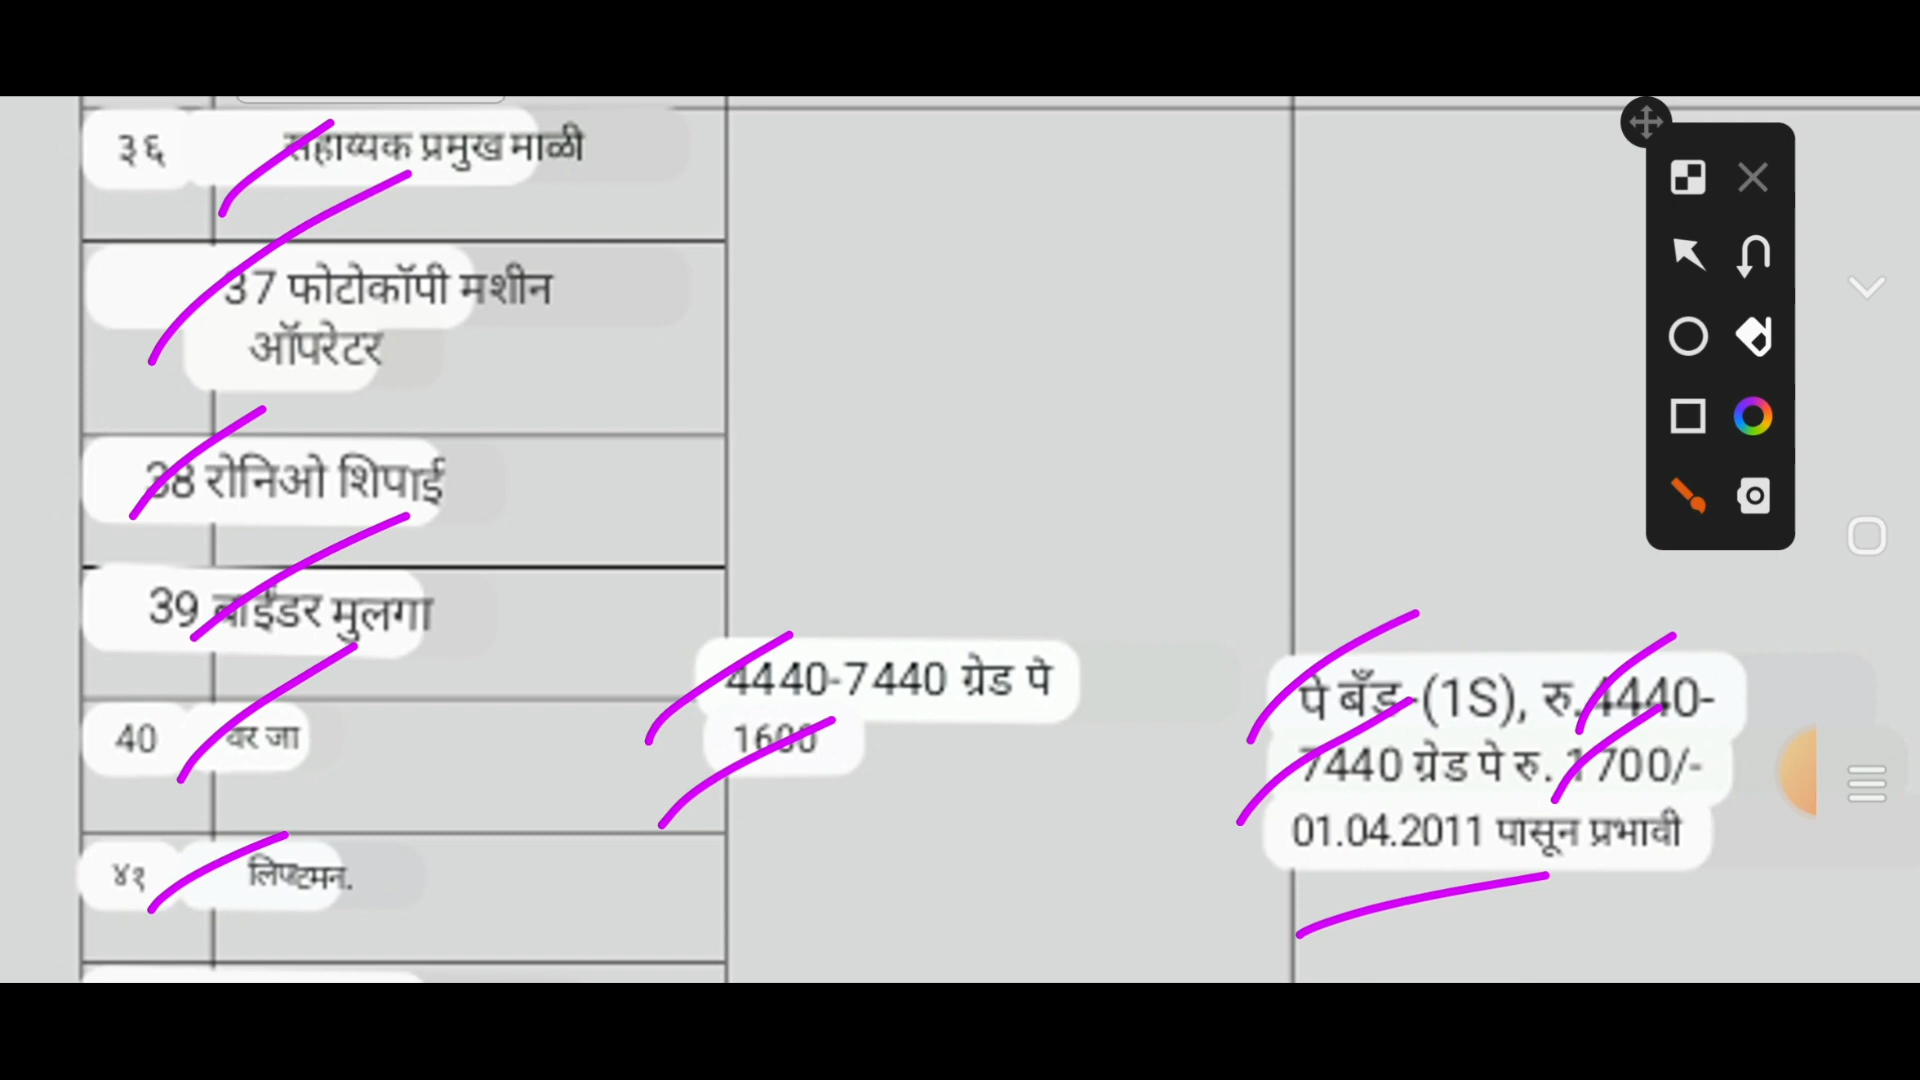 ३६ सहाय्यक प्रमुख माळी
37 फोटोकॉपी मशीन
ऑपरेटर
38 रोनिओ शिपाई
39 बाईंडर मुलगा
4440-7440 ग्रेड पे
1600
पे बँड -(1S), रु.4440-
7440 ग्रेड पे रु. 1700/-
01.04.2011 पासून प्रभावी
40 वर जा
४१ लिफ्टमन.